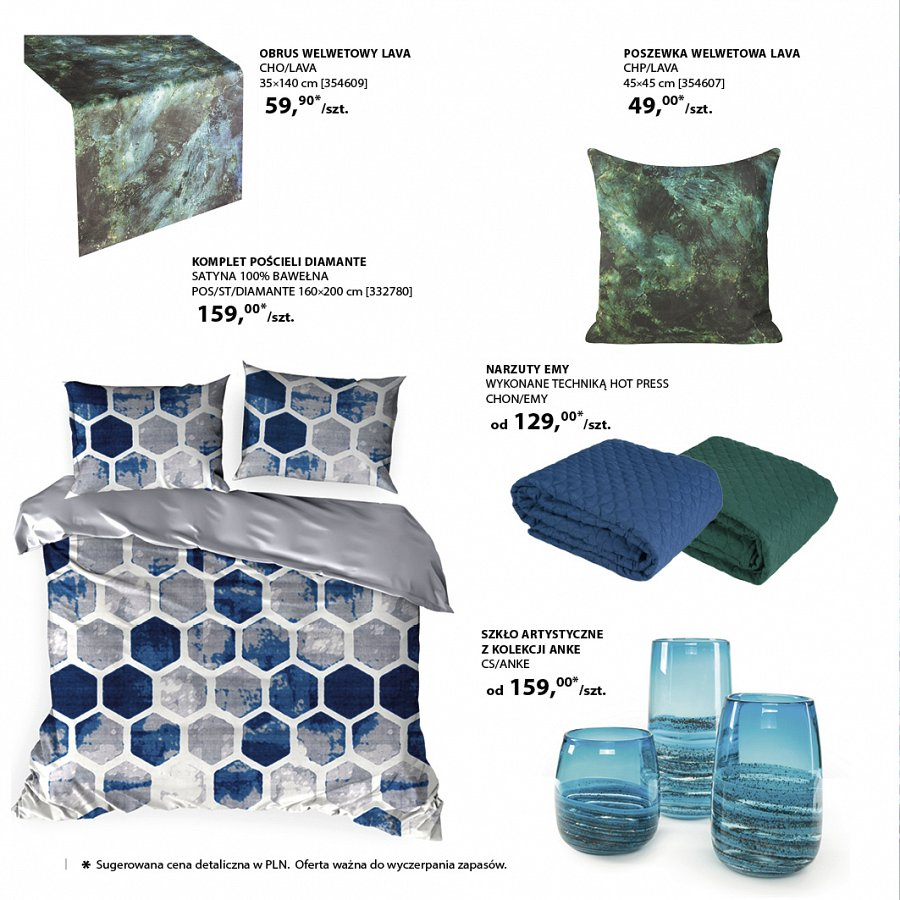 OBRUS WELWETOWY LAVA
CHO/LAVA
35×140 cm [354609]
59,90*/szt.
POSZEWKA WELWETOWA LAVA
CHP/LAVA
45×45 cm [354607]
49,00*/szt.
KOMPLET POŚCIELI DIAMANTE
SATYNA 100% BAWEŁNA
POS/ST/DIAMANTE 160×200 cm [332780]
159,00*/szt.
NARZUTY EMY
WYKONANE TECHNIKĄ HOT PRESS
CHON/EMY
od 129,00*/szt.
SZKŁO ARTYSTYCZNE
Z KOLEKCJI ANKE
CS/ANKE
od 159,00*/szt.
* Sugerowana cena detaliczna w PLN. Oferta ważna do wyczerpania zapasów.